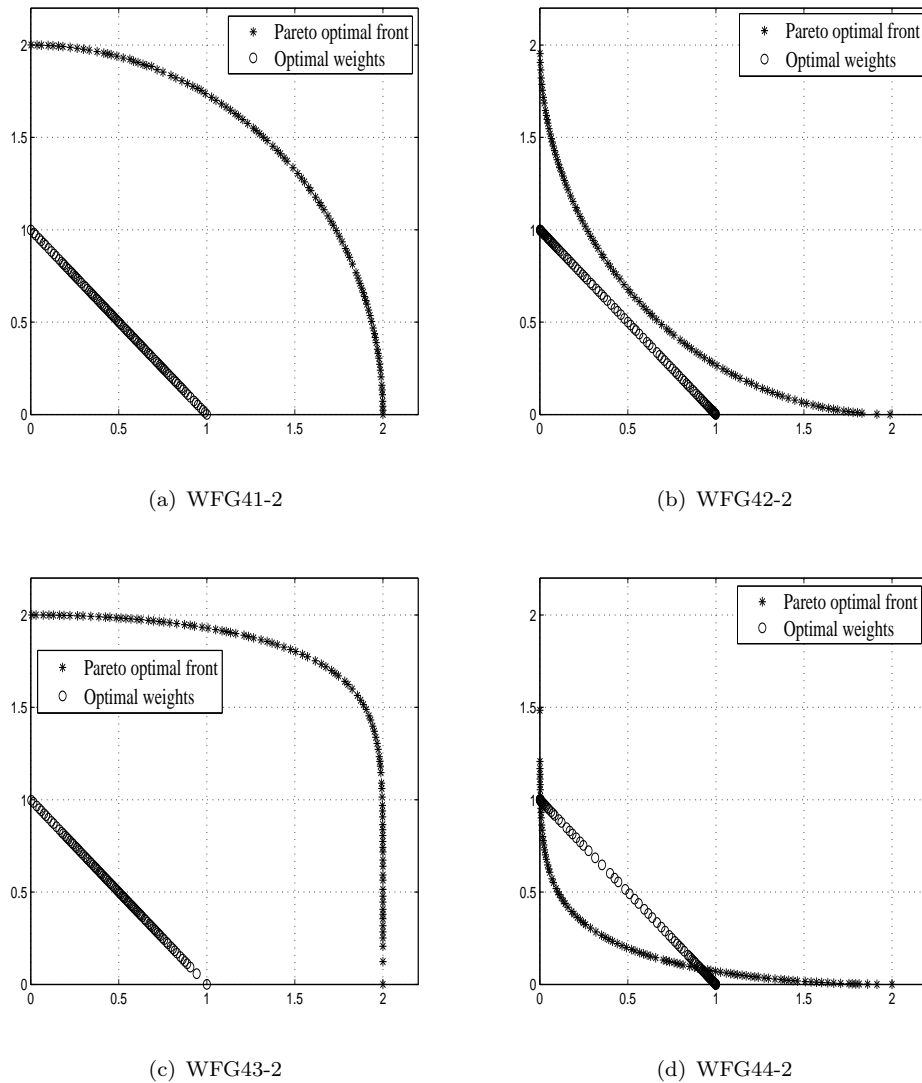 Pareto optimal front
Optimal weights
2
1.5
1
0.5
0
0 0.5 1 1.5 2
(a) WFG41-2
Pareto optimal front
Optimal weights
2
1.5
1
0.5
0
0 0.5 1 1.5 2
(b) WFG42-2
Pareto optimal front
Optimal weights
2
1.5
1
0.5
0
0 0.5 1 1.5 2
(c) WFG43-2
Pareto optimal front
Optimal weights
2
1.5
1
0.5
0
0 0.5 1 1.5 2
(d) WFG44-2